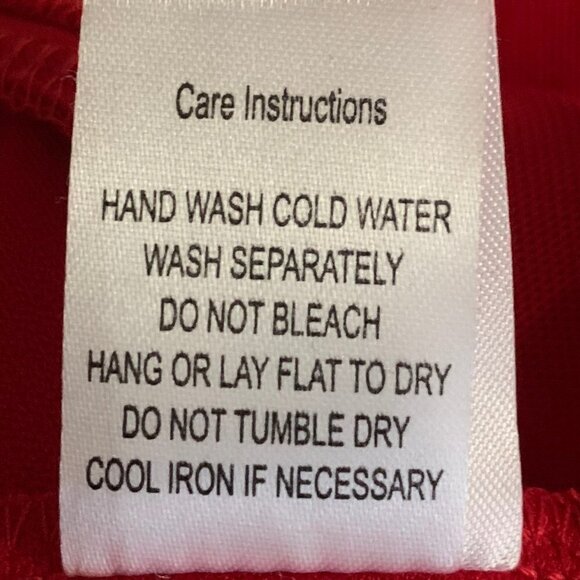 Care Instructions
HAND WASH COLD WATER
WASH SEPARATELY
DO NOT BLEACH
HANG OR LAY FLAT TO DRY
DO NOT TUMBLE DRY
COOL IRON IF NECESSARY